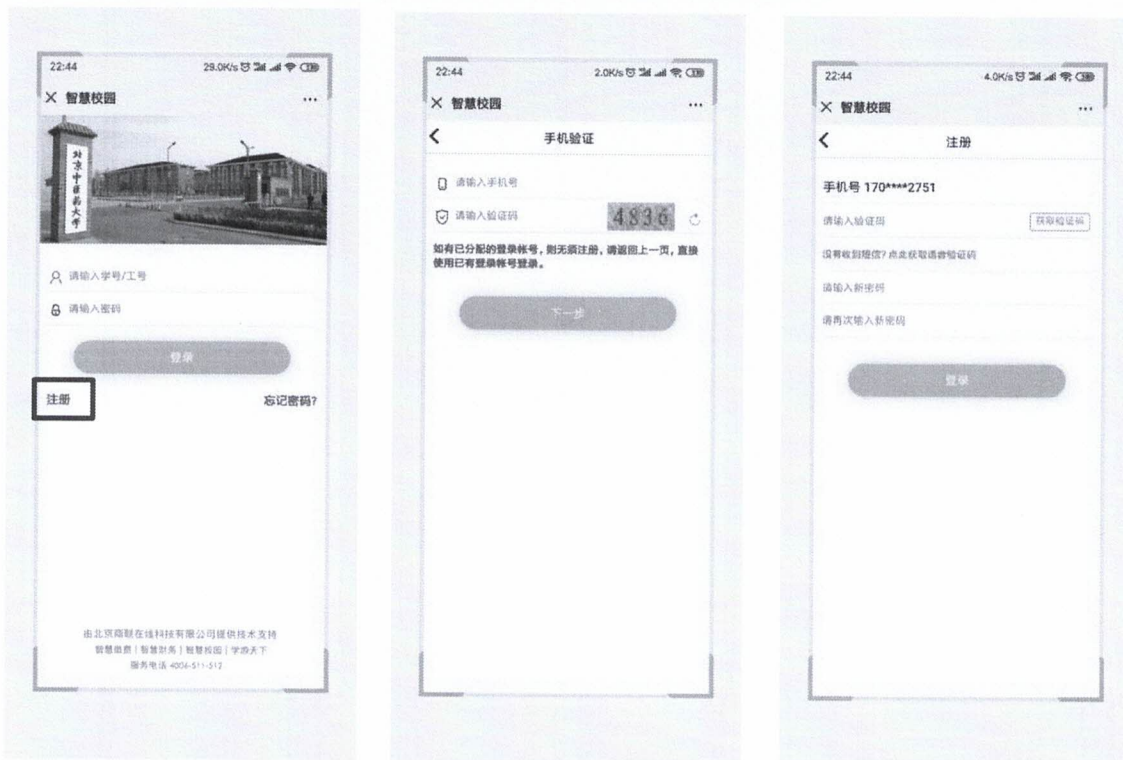 22:44
29.0K/s
智慧校园
北京中医药大学
请输入学号/工号
请输入密码
登录
注册
忘记密码?
由北京商联在线科技有限公司提供技术支持
智慧缴费 | 智慧财务 | 智慧校园 | 学游天下
服务电话 4006-511-512
22:44
2.0K/s
智慧校园
手机验证
请输入手机号
请输入验证码
4836
如有已分配的登录帐号，则无须注册，请返回上一页，直接
使用已有登录帐号登录。
下一步
22:44
4.0K/s
智慧校园
注册
手机号 170****2751
请输入验证码
获取验证码
没有收到短信? 点此获取语音验证码
请输入新密码
请再次输入新密码
登录